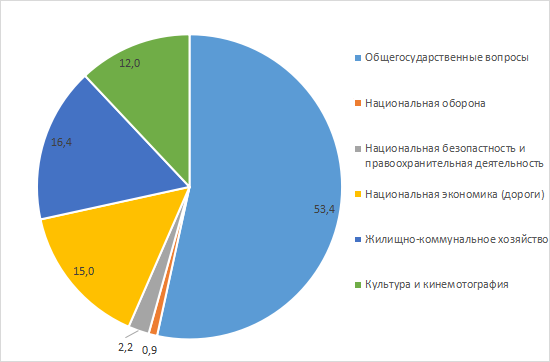 12,0
16,4
53,4
15,0
2,2
0,9
Общегосударственные вопросы
Национальная оборона
Национальная безопастность и
правоохранительная деятельность
Национальная экономика (дороги)
Жилищно-коммунальное хозяйство
Культура и кинемотография